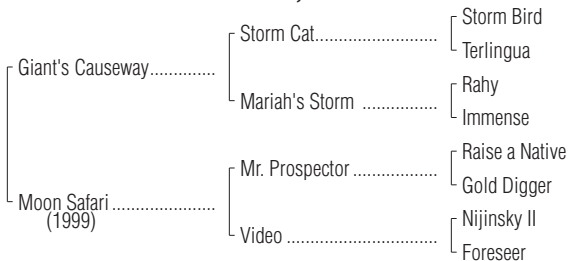 Storm Bird
Storm Cat....................
Terlingua
Giant's Causeway..............
Rahy
Mariah's Storm .................
Immense
Raise a Native
Mr. Prospector ...................
Gold Digger
Moon Safari .......................
(1999)
Nijinsky II
Video ..................................
Foreseer